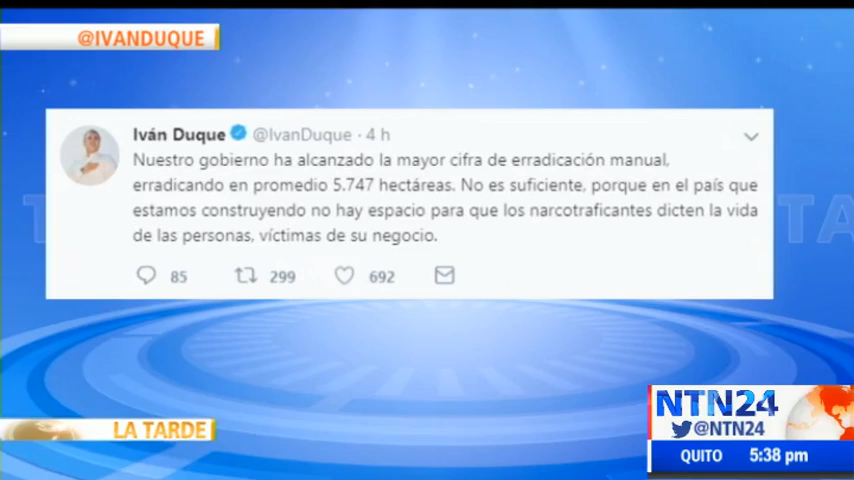 @IVANDUQUE
Iván Duque @IvanDuque · 4 h
Nuestro gobierno ha alcanzado la mayor cifra de erradicación manual,
erradicando en promedio 5.747 hectáreas. No es suficiente, porque en el país que
estamos construyendo no hay espacio para que los narcotraficantes dicten la vida
de las personas, víctimas de su negocio.
85 299 692
LA TARDE
NTN24
@NTN24
QUITO 5:38 pm